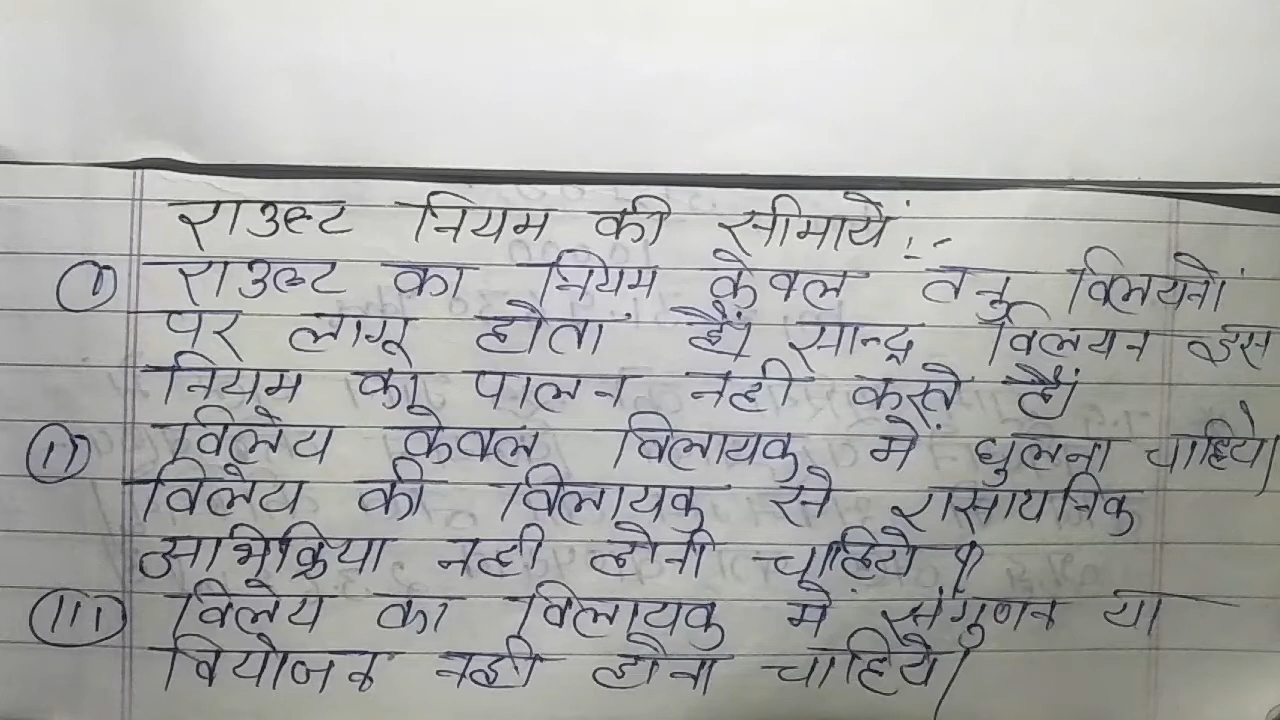 राउल्ट नियम की सीमायें :-
(i) राउल्ट का नियम केवल तनु विलयनों
पर लागू होता है। सान्द्र विलयन इस
नियम का पालन नही करते है।
(ii) विलेय केवल विलायक में घुलना चाहिये।
विलेय की विलायक से रासायनिक
अभिक्रिया नही होनी चाहिये।
(iii) विलेय का विलायक में संगुणन या
वियोजन नही होना चाहिये।